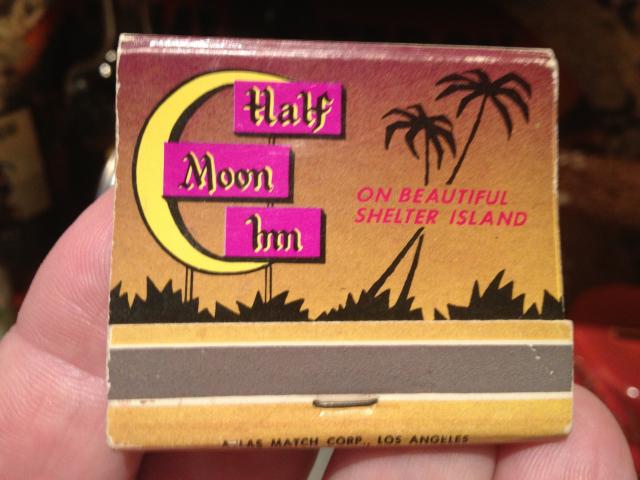 Half
Moon
Inn
ON BEAUTIFUL
SHELTER ISLAND
MATCH CORP., LOS ANGELES